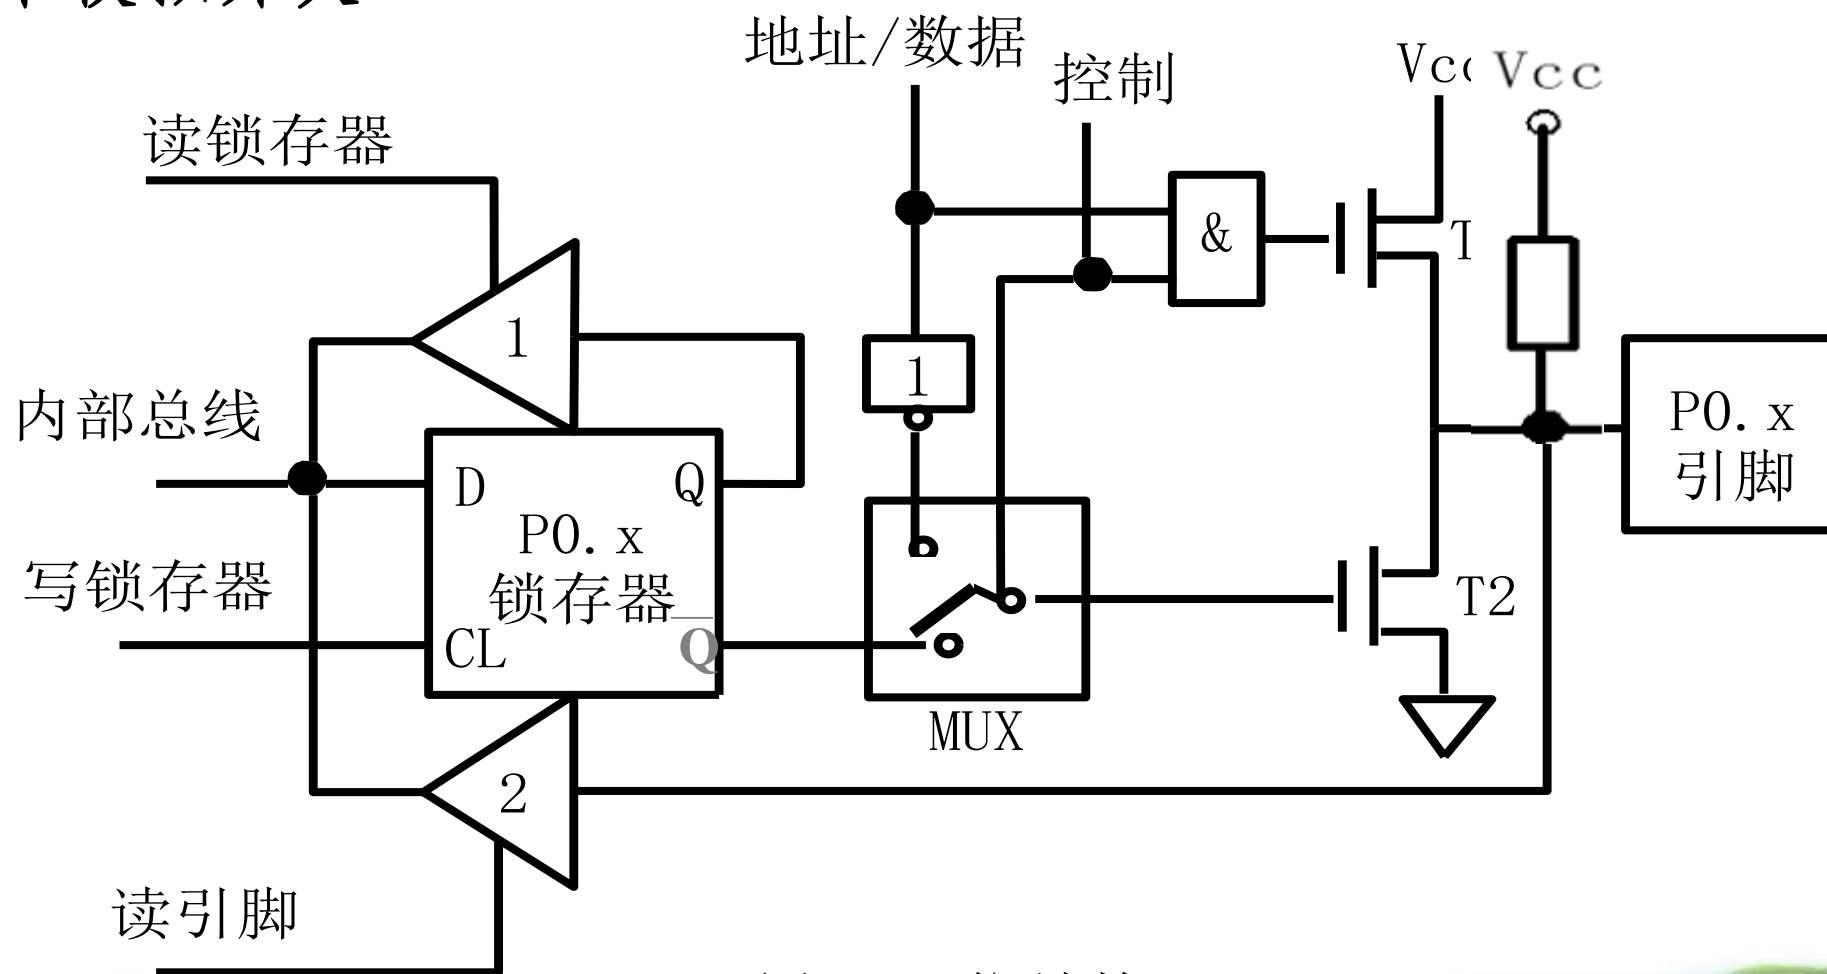 地址/数据
控制
Vcc
读锁存器
&
1
1
内部总线
D
Q
P0.x
锁存器
P0.x
引脚
写锁存器
CL
Q
T2
MUX
2
读引脚